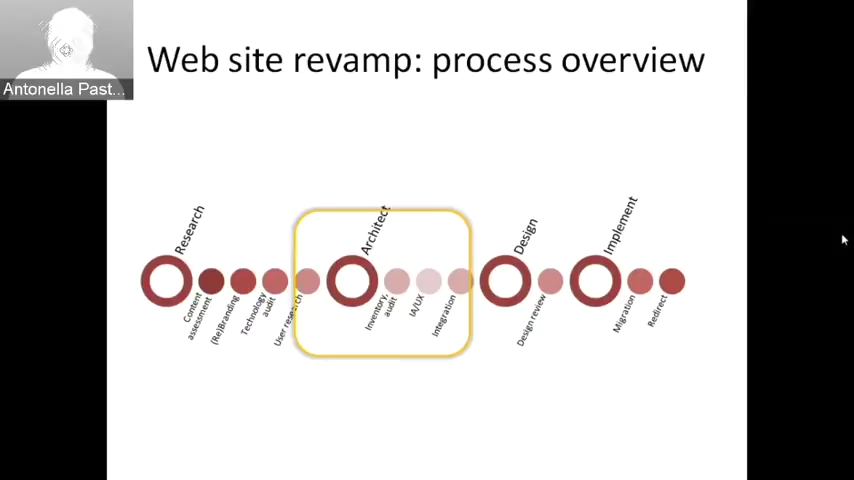 Antonella Past...
Web site revamp: process overview
Research
Content
assessment
(Re)Branding
Technology
audit
User research
Architect
Inventory,
audit
IA/UX
Integration
Design
Design review
Implement
Migration
Redirect